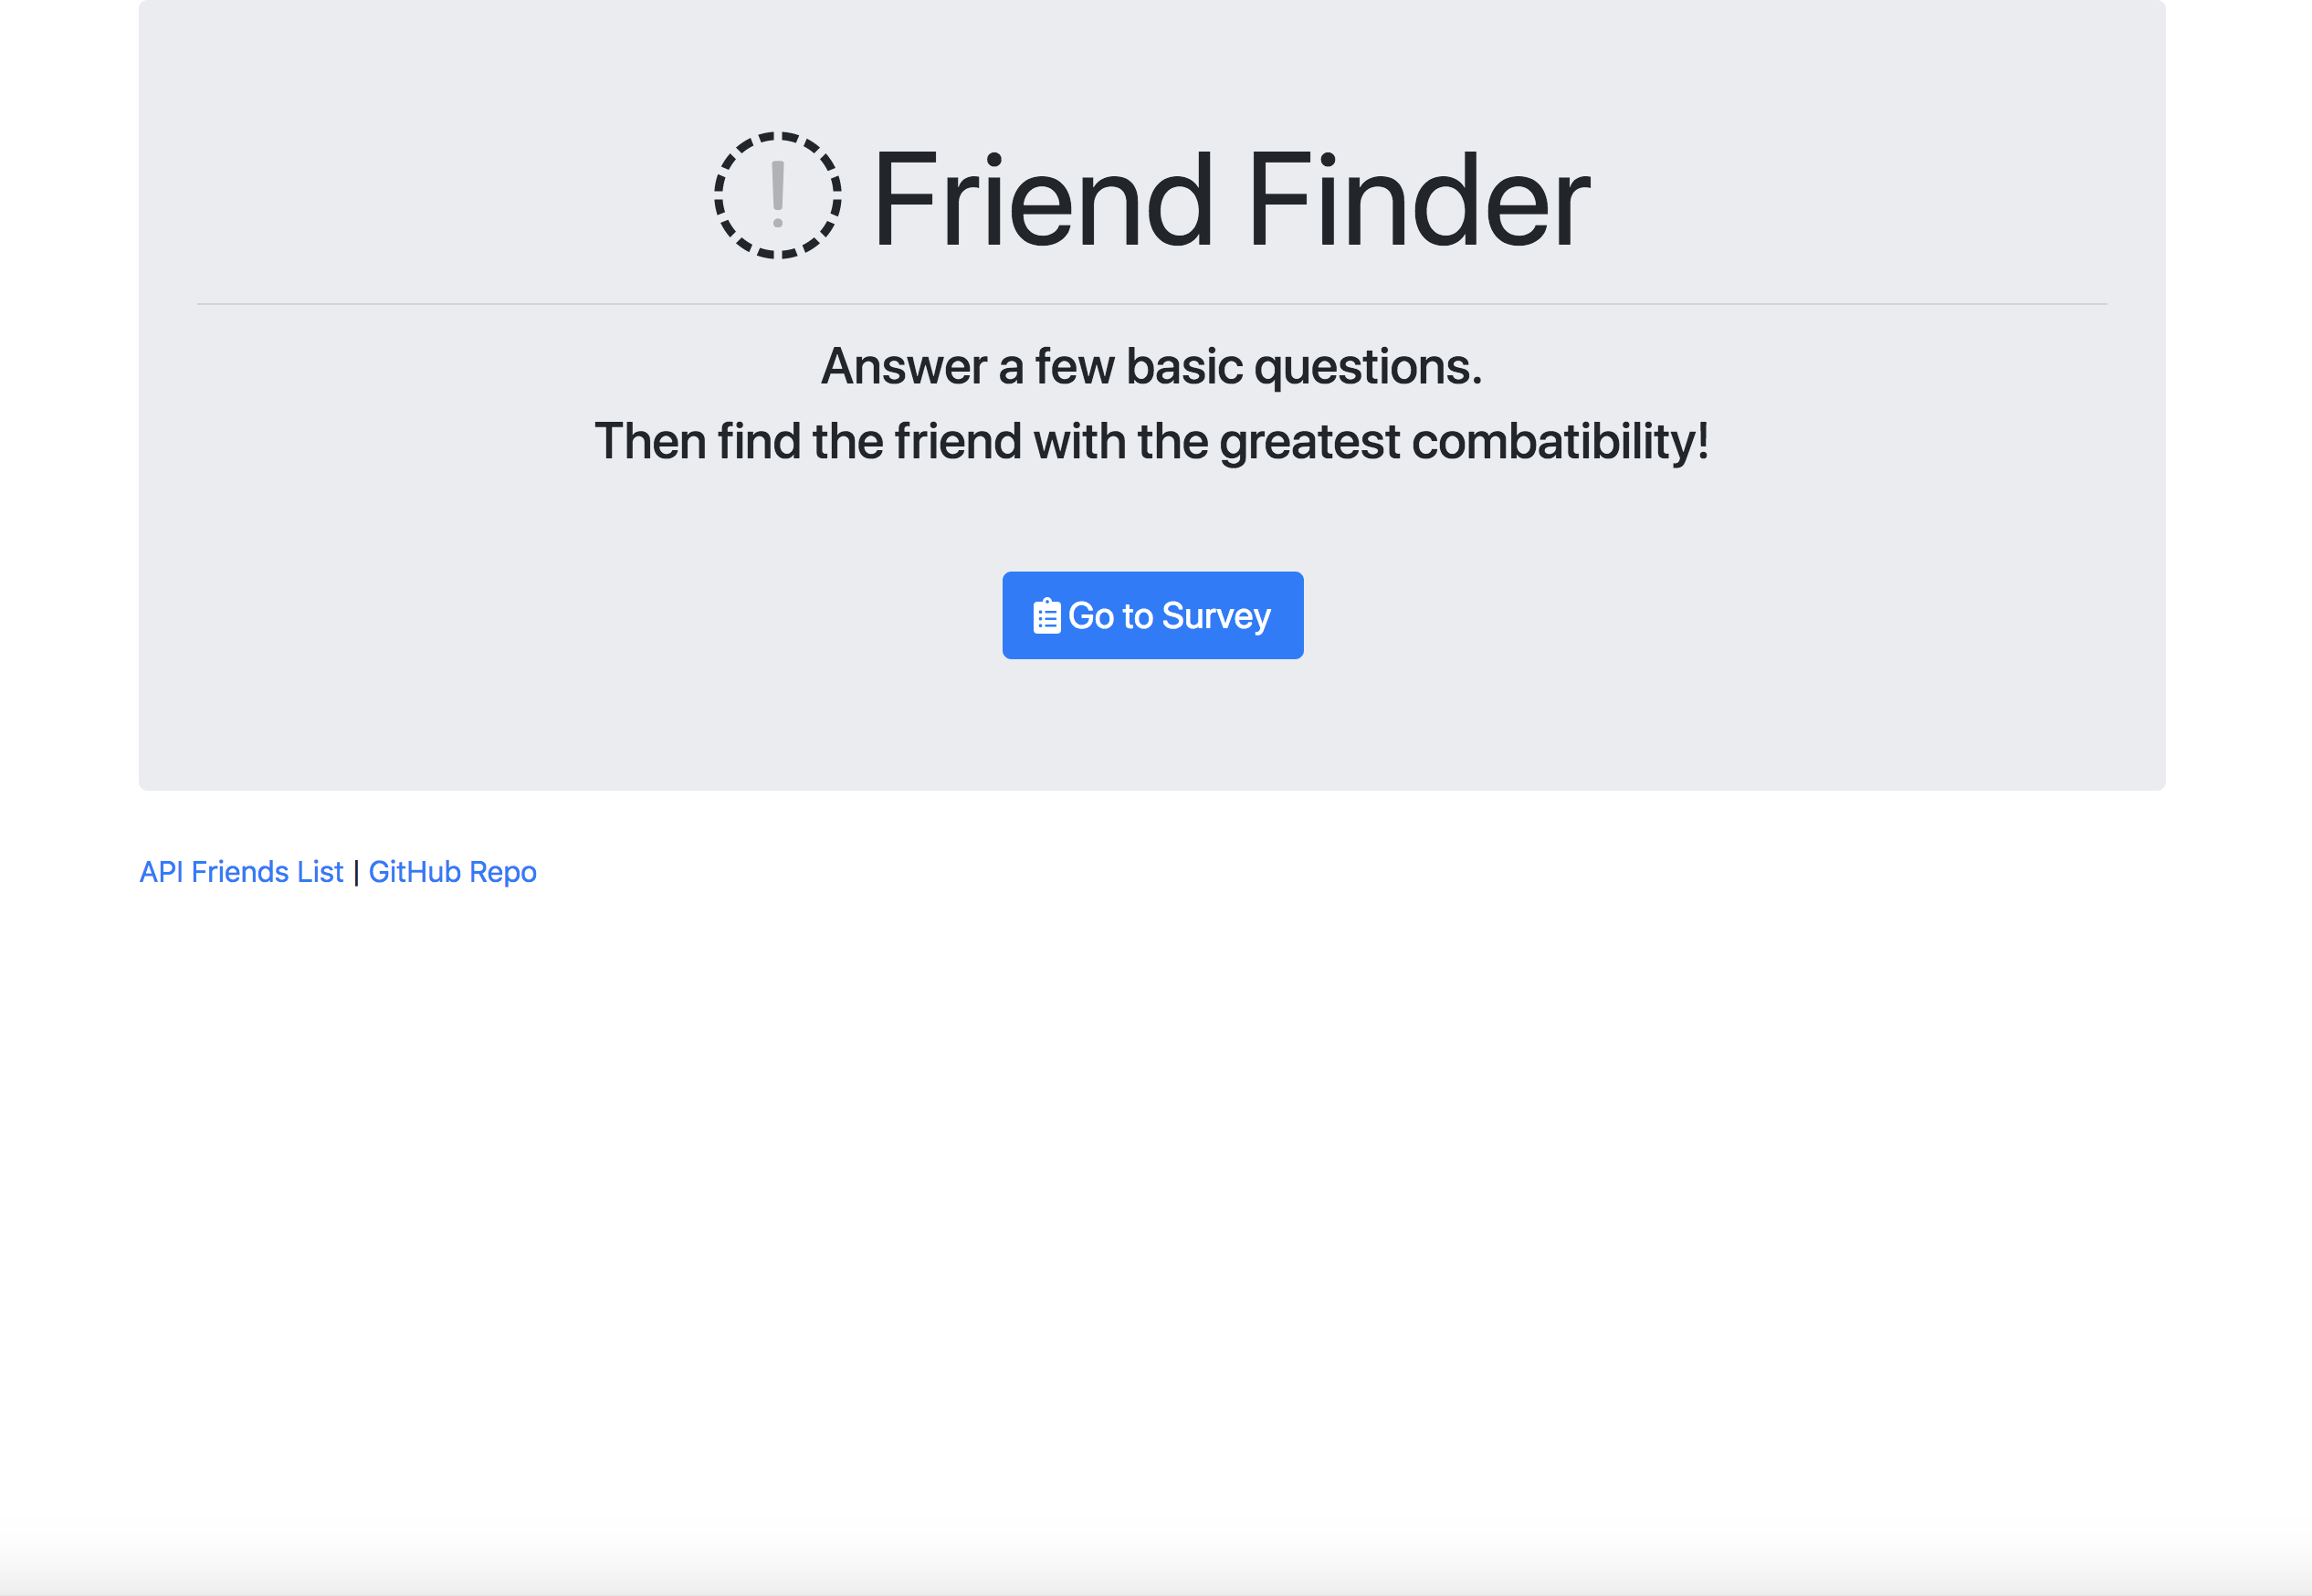 Friend Finder
Answer a few basic questions.
Then find the friend with the greatest combatibility!
Go to Survey
API Friends List | GitHub Repo